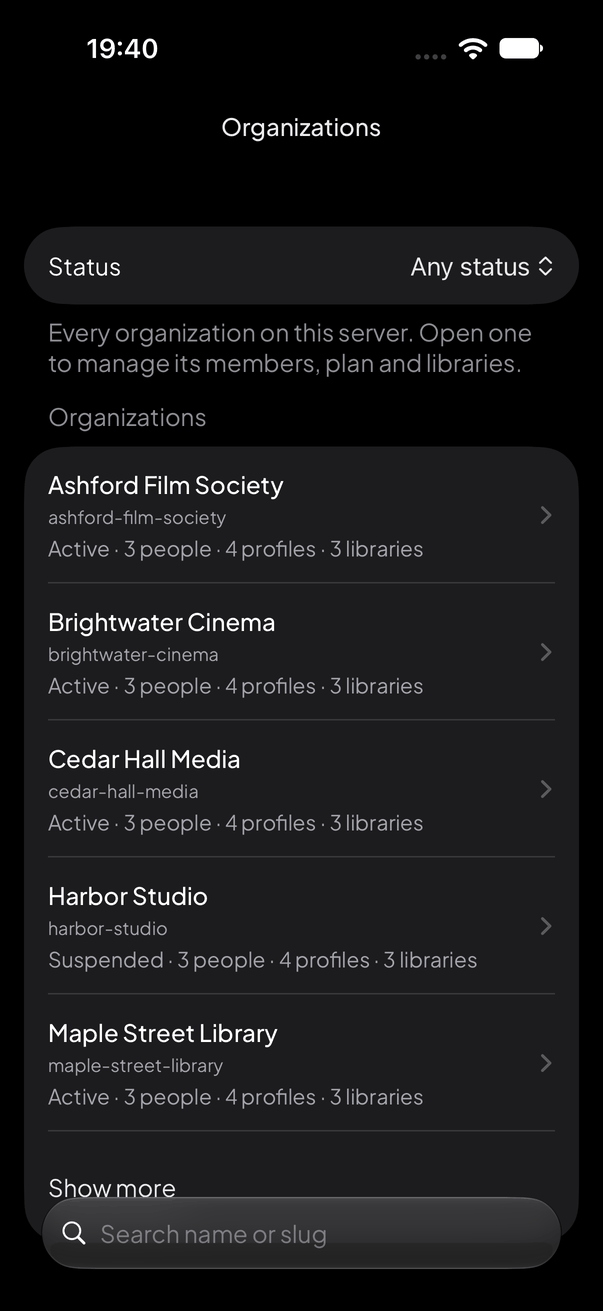 19:40
Organizations
Status
Any status
Every organization on this server. Open one
to manage its members, plan and libraries.
Organizations
Ashford Film Society
ashford-film-society
Active · 3 people · 4 profiles · 3 libraries
Brightwater Cinema
brightwater-cinema
Active · 3 people · 4 profiles · 3 libraries
Cedar Hall Media
cedar-hall-media
Active · 3 people · 4 profiles · 3 libraries
Harbor Studio
harbor-studio
Suspended · 3 people · 4 profiles · 3 libraries
Maple Street Library
maple-street-library
Active · 3 people · 4 profiles · 3 libraries
Show more
Search name or slug